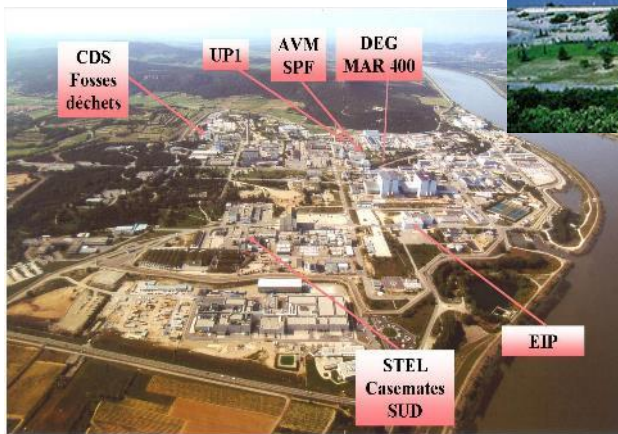 CDS
Fosses
déchets
UP1
AVM
SPF
DEG
MAR 400
EIP
STEL
Casemates
SUD